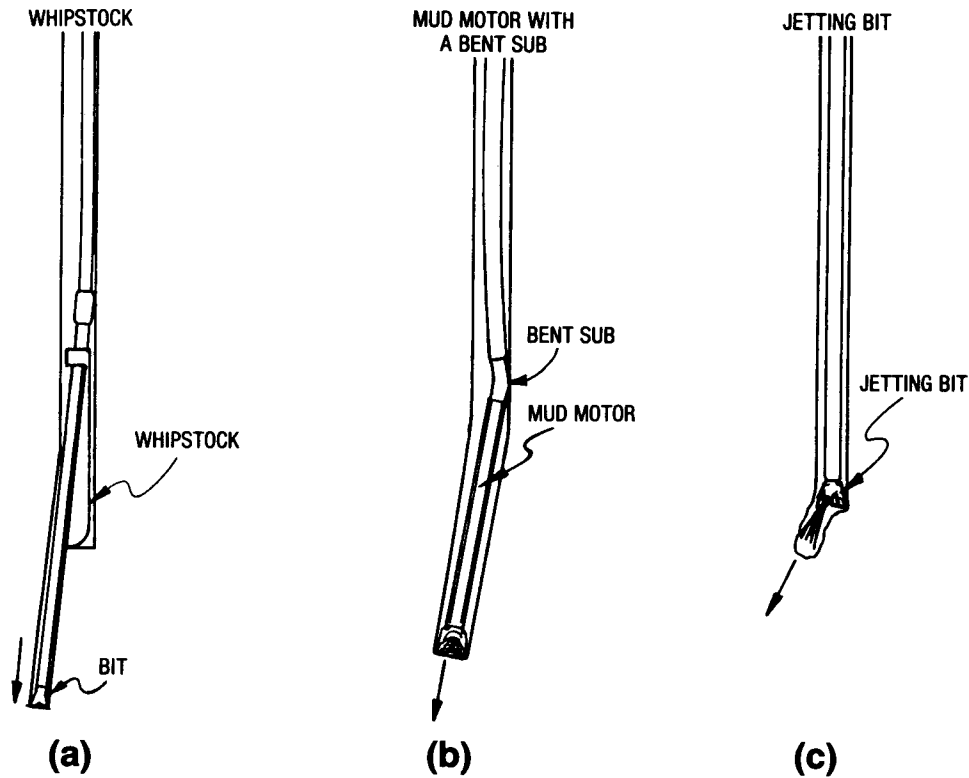 WHIPSTOCK
WHIPSTOCK
BIT
(a)
MUD MOTOR WITH
A BENT SUB
BENT SUB
MUD MOTOR
(b)
JETTING BIT
JETTING BIT
(c)